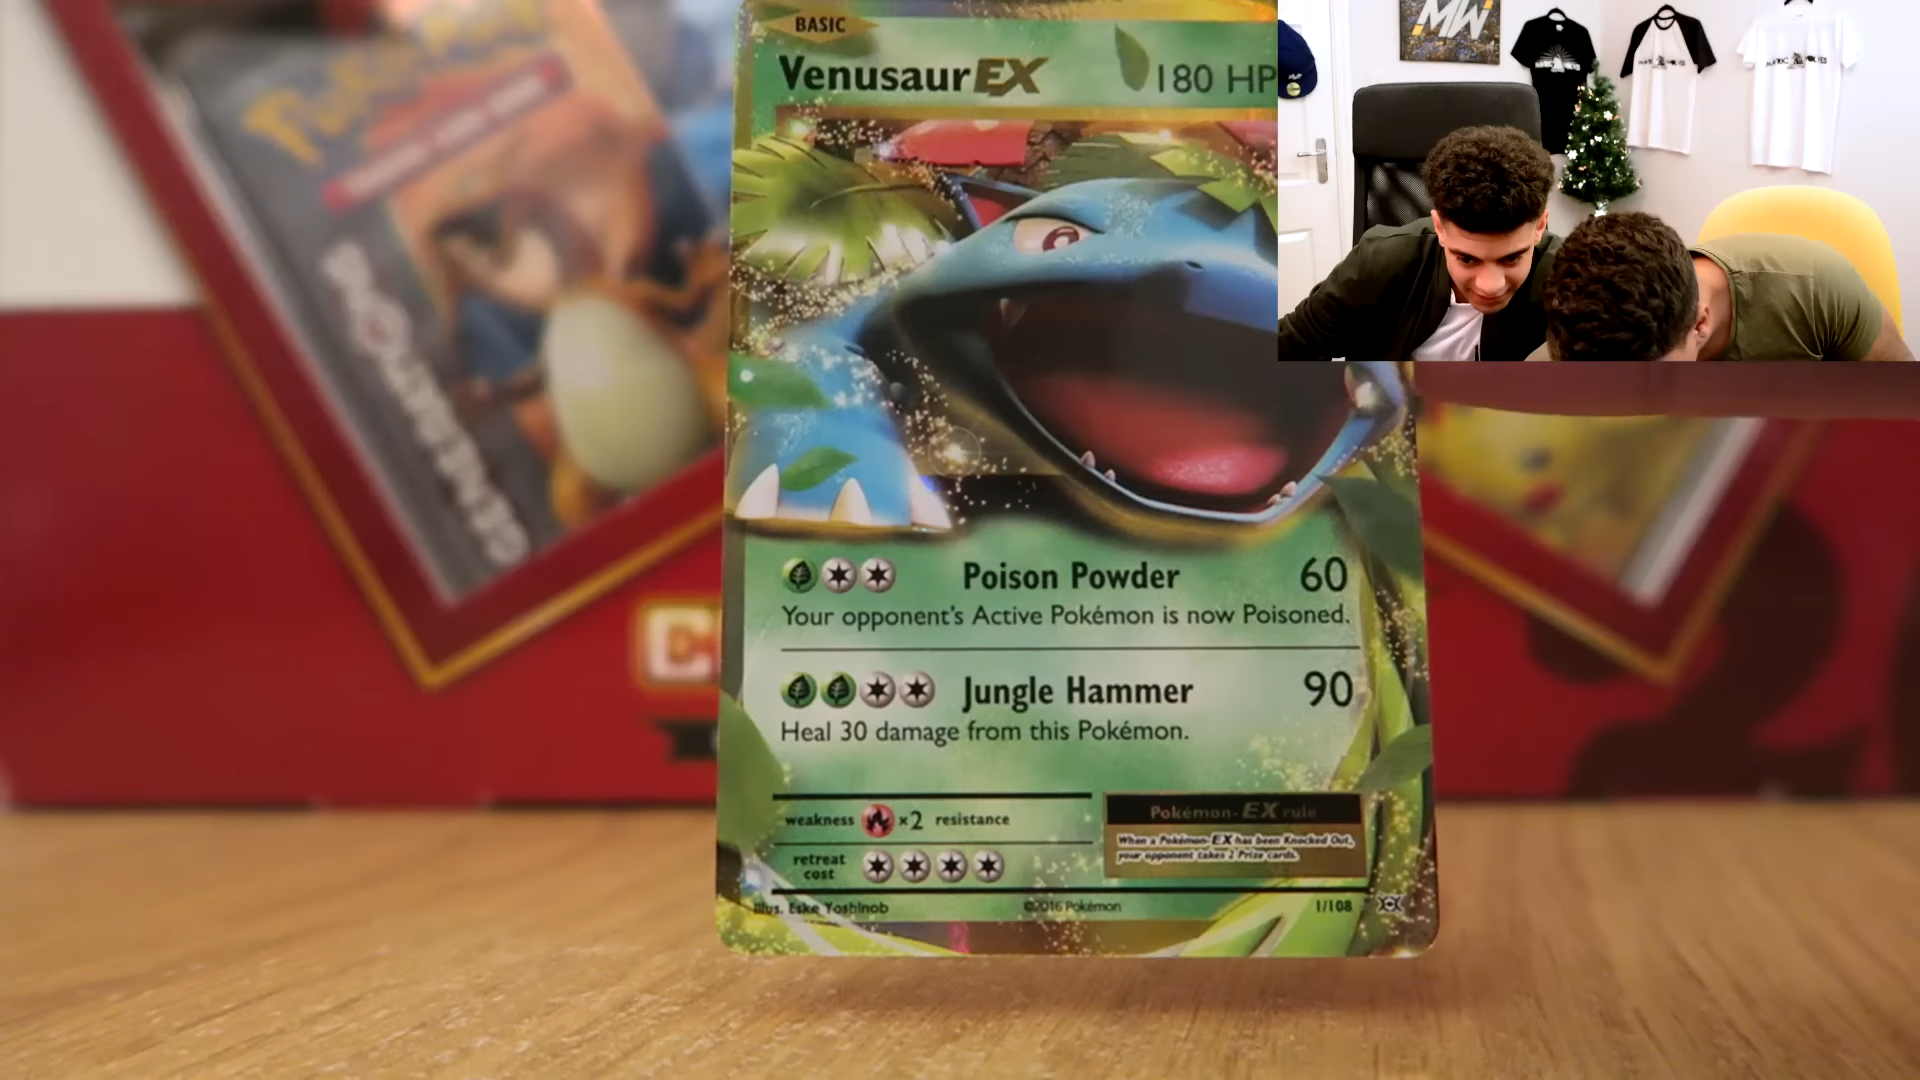 BASIC
Venusaur EX 180 HP
Poison Powder 60
Your opponent's Active Pokémon is now Poisoned.
Jungle Hammer 90
Heal 30 damage from this Pokémon.
weakness ×2 resistance
retreat
cost
Pokémon-EX rule
When a Pokémon-EX has been Knocked Out,
your opponent takes 2 Prize cards.
Illus. Eske Yoshinob
©2016 Pokémon
1/108
GENERATIONS
MW